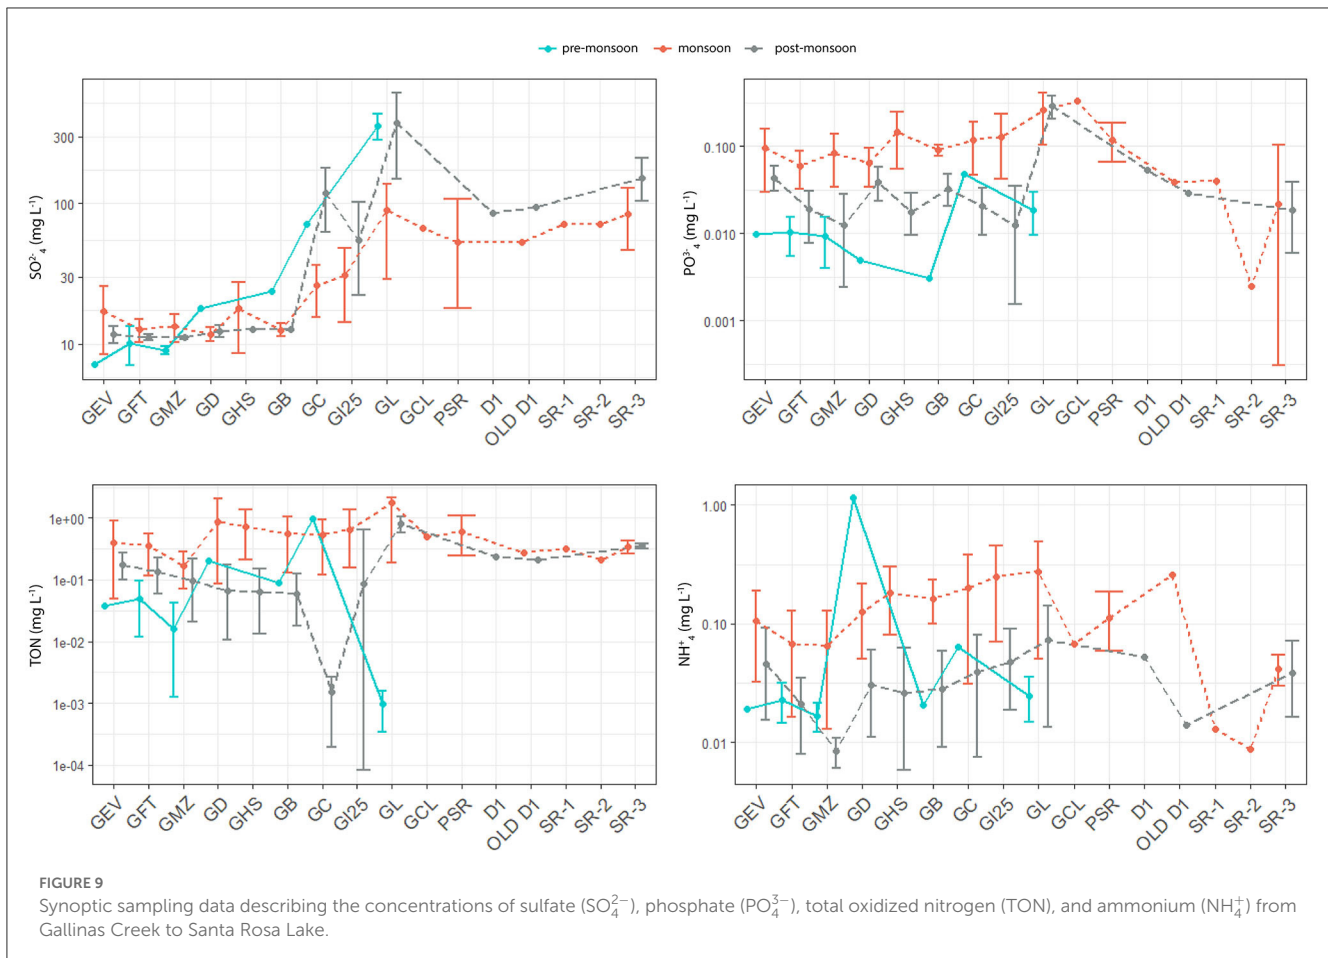 pre-monsoon monsoon post-monsoon
SO²⁻₄ (mg L⁻¹)
300
100
30
10
GEV GFT GMZ GD GHS GB GC GI25 GL GCL PSR D1 OLD D1 SR-1 SR-2 SR-3
PO³⁻₄ (mg L⁻¹)
0.100
0.010
0.001
GEV GFT GMZ GD GHS GB GC GI25 GL GCL PSR D1 OLD D1 SR-1 SR-2 SR-3
TON (mg L⁻¹)
1e+00
1e-01
1e-02
1e-03
1e-04
GEV GFT GMZ GD GHS GB GC GI25 GL GCL PSR D1 OLD D1 SR-1 SR-2 SR-3
NH⁺₄ (mg L⁻¹)
1.00
0.10
0.01
GEV GFT GMZ GD GHS GB GC GI25 GL GCL PSR D1 OLD D1 SR-1 SR-2 SR-3
FIGURE 9
Synoptic sampling data describing the concentrations of sulfate (SO₄²⁻), phosphate (PO₄³⁻), total oxidized nitrogen (TON), and ammonium (NH₄⁺) from
Gallinas Creek to Santa Rosa Lake.